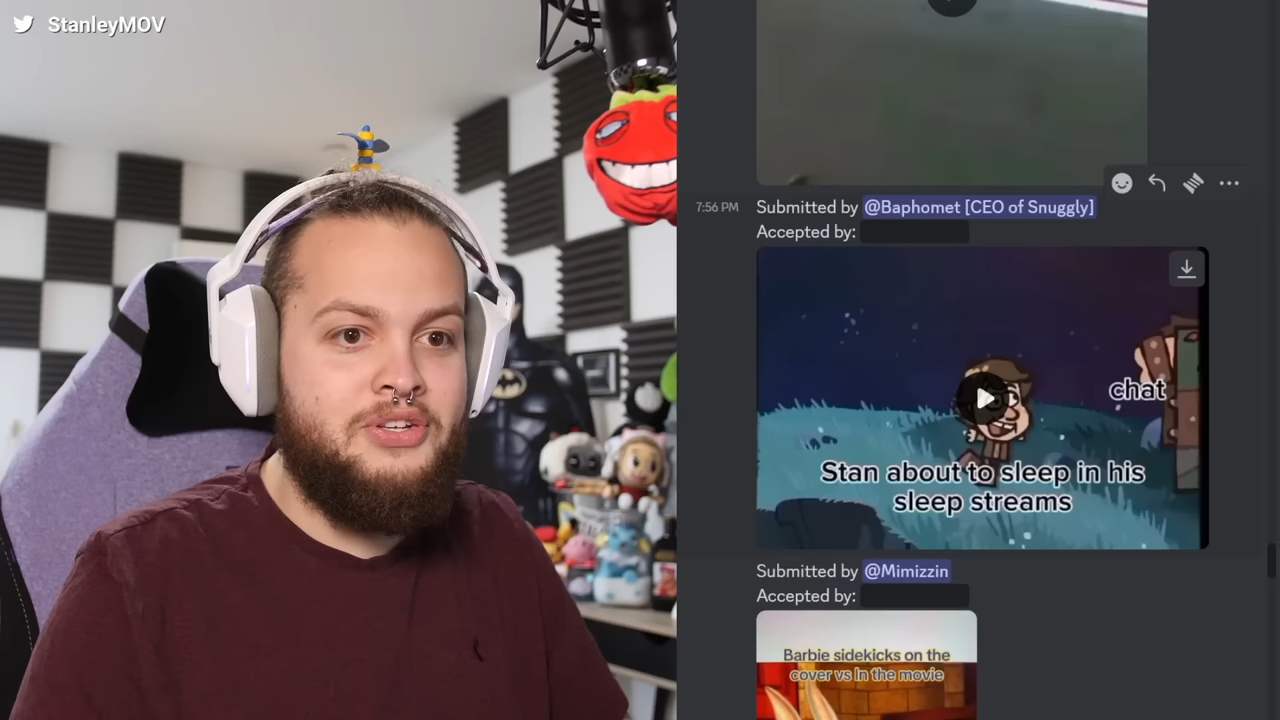 StanleyMOV
7:56 PM
Submitted by @Baphomet [CEO of Snuggly]
Accepted by:
chat
Stan about to sleep in his
sleep streams
Submitted by @Mimizzin
Accepted by:
Barbie sidekicks on the
cover vs in the movie